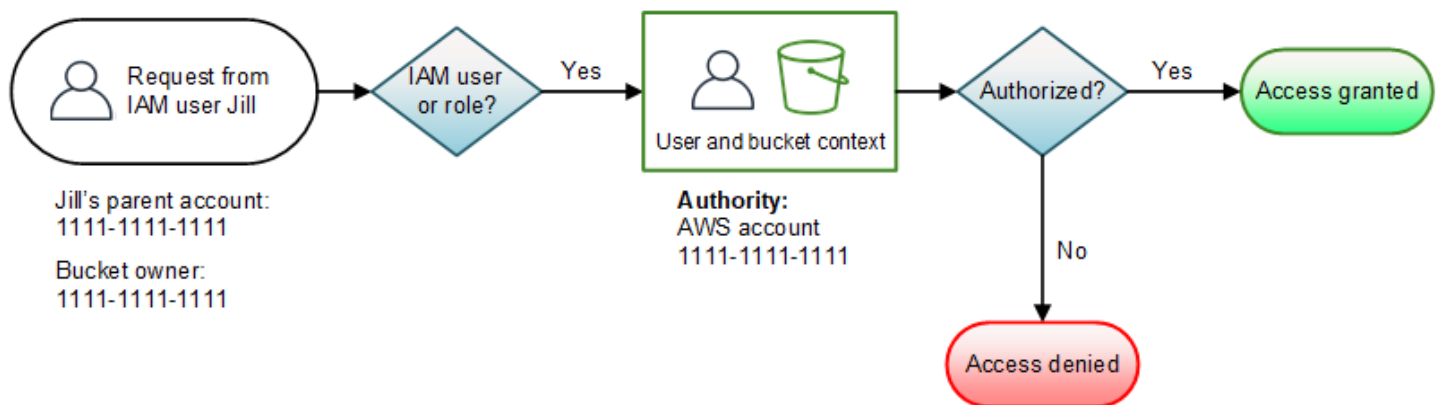 Request from
IAM user Jill
IAM user
or role?
Yes
User and bucket context
Authorized?
Yes
Access granted
Jill's parent account:
1111-1111-1111
Bucket owner:
1111-1111-1111
Authority:
AWS account
1111-1111-1111
No
Access denied